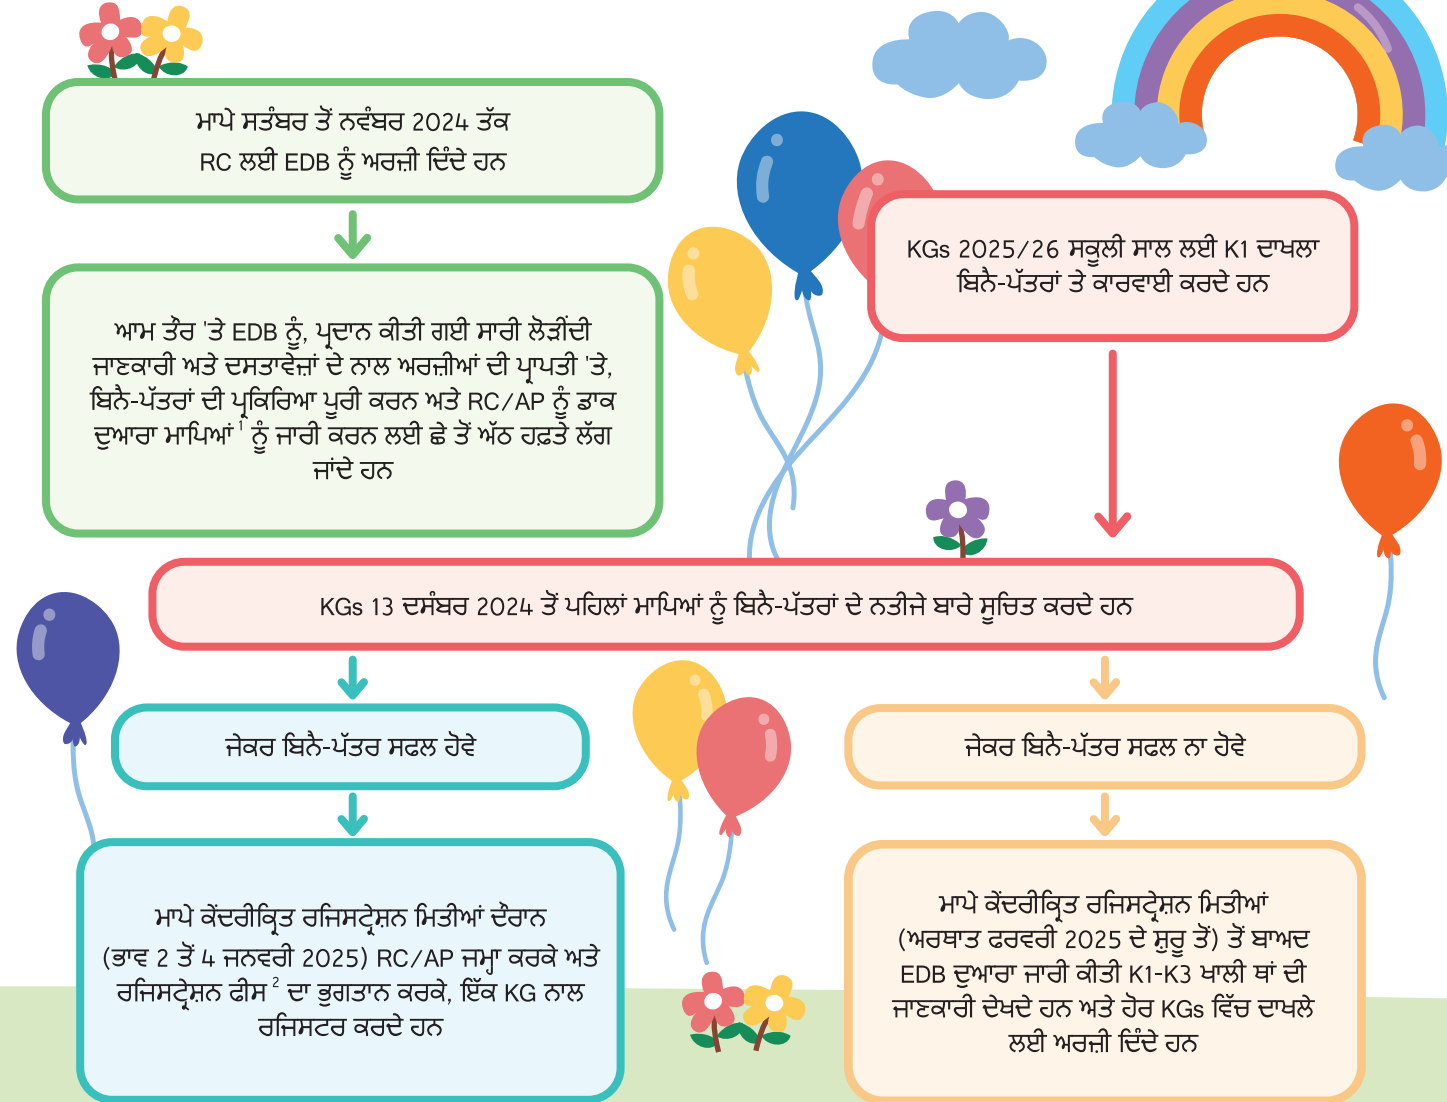 ਮਾਪੇ ਸਤੰਬਰ ਤੋਂ ਨਵੰਬਰ 2024 ਤੱਕ
RC ਲਈ EDB ਨੂੰ ਅਰਜ਼ੀ ਦਿੰਦੇ ਹਨ
ਆਮ ਤੌਰ 'ਤੇ EDB ਨੂੰ, ਪ੍ਰਦਾਨ ਕੀਤੀ ਗਈ ਸਾਰੀ ਲੋੜੀਂਦੀ
ਜਾਣਕਾਰੀ ਅਤੇ ਦਸਤਾਵੇਜ਼ਾਂ ਦੇ ਨਾਲ ਅਰਜ਼ੀਆਂ ਦੀ ਪ੍ਰਾਪਤੀ 'ਤੇ,
ਬਿਨੈ-ਪੱਤਰਾਂ ਦੀ ਪ੍ਰਕਿਰਿਆ ਪੂਰੀ ਕਰਨ ਅਤੇ RC/AP ਨੂੰ ਡਾਕ
ਦੁਆਰਾ ਮਾਪਿਆਂ ¹ ਨੂੰ ਜਾਰੀ ਕਰਨ ਲਈ ਛੇ ਤੋਂ ਅੱਠ ਹਫ਼ਤੇ ਲੱਗ
ਜਾਂਦੇ ਹਨ
KGs 2025/26 ਸਕੂਲੀ ਸਾਲ ਲਈ K1 ਦਾਖਲਾ
ਬਿਨੈ-ਪੱਤਰਾਂ ਤੇ ਕਾਰਵਾਈ ਕਰਦੇ ਹਨ
KGs 13 ਦਸੰਬਰ 2024 ਤੋਂ ਪਹਿਲਾਂ ਮਾਪਿਆਂ ਨੂੰ ਬਿਨੈ-ਪੱਤਰਾਂ ਦੇ ਨਤੀਜੇ ਬਾਰੇ ਸੂਚਿਤ ਕਰਦੇ ਹਨ
ਜੇਕਰ ਬਿਨੈ-ਪੱਤਰ ਸਫਲ ਹੋਵੇ
ਮਾਪੇ ਕੇਂਦਰੀਕ੍ਰਿਤ ਰਜਿਸਟ੍ਰੇਸ਼ਨ ਮਿਤੀਆਂ ਦੌਰਾਨ
(ਭਾਵ 2 ਤੋਂ 4 ਜਨਵਰੀ 2025) RC/AP ਜਮ੍ਹਾ ਕਰਕੇ ਅਤੇ
ਰਜਿਸਟ੍ਰੇਸ਼ਨ ਫੀਸ ² ਦਾ ਭੁਗਤਾਨ ਕਰਕੇ, ਇੱਕ KG ਨਾਲ
ਰਜਿਸਟਰ ਕਰਦੇ ਹਨ
ਜੇਕਰ ਬਿਨੈ-ਪੱਤਰ ਸਫਲ ਨਾ ਹੋਵੇ
ਮਾਪੇ ਕੇਂਦਰੀਕ੍ਰਿਤ ਰਜਿਸਟ੍ਰੇਸ਼ਨ ਮਿਤੀਆਂ
(ਅਰਥਾਤ ਫਰਵਰੀ 2025 ਦੇ ਸ਼ੁਰੂ ਤੋਂ) ਤੋਂ ਬਾਅਦ
EDB ਦੁਆਰਾ ਜਾਰੀ ਕੀਤੀ K1-K3 ਖਾਲੀ ਥਾਂ ਦੀ
ਜਾਣਕਾਰੀ ਦੇਖਦੇ ਹਨ ਅਤੇ ਹੋਰ KGs ਵਿੱਚ ਦਾਖਲੇ
ਲਈ ਅਰਜ਼ੀ ਦਿੰਦੇ ਹਨ